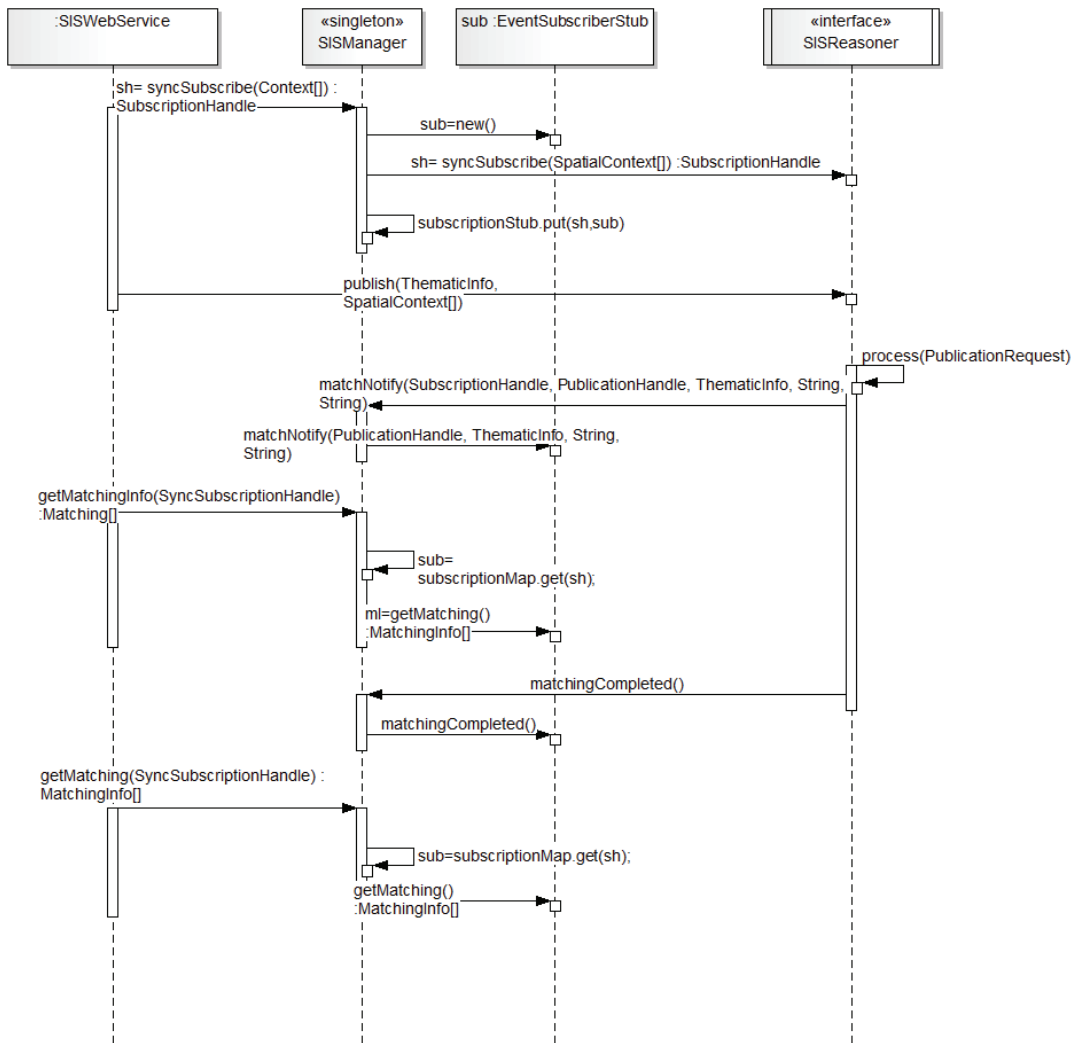 :SISWebService
«singleton»
SISManager
sub :EventSubscriberStub
«interface»
SISReasoner
sh= syncSubscribe(Context[]) :
SubscriptionHandle
sub=new()
sh= syncSubscribe(SpatialContext[]) :SubscriptionHandle
subscriptionStub.put(sh,sub)
publish(ThematicInfo,
SpatialContext[])
process(PublicationRequest)
matchNotify(SubscriptionHandle, PublicationHandle, ThematicInfo, String,
String)
matchNotify(PublicationHandle, ThematicInfo, String,
String)
getMatchingInfo(SyncSubscriptionHandle)
:Matching[]
sub=
subscriptionMap.get(sh);
ml=getMatching()
:MatchingInfo[]
matchingCompleted()
matchingCompleted()
getMatching(SyncSubscriptionHandle) :
MatchingInfo[]
sub=subscriptionMap.get(sh);
getMatching()
:MatchingInfo[]